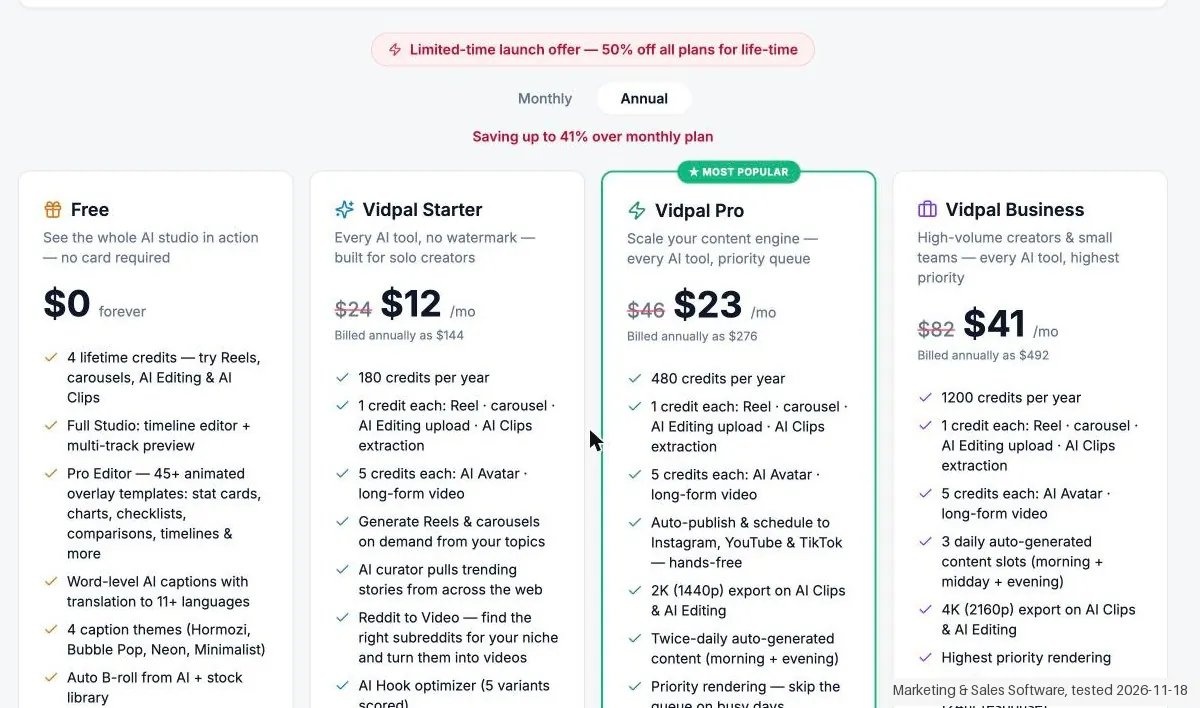 Limited-time launch offer — 50% off all plans for life-time
Monthly
Annual
Saving up to 41% over monthly plan
Free
See the whole AI studio in action
— no card required
$0 forever
4 lifetime credits — try Reels,
carousels, AI Editing & AI
Clips
Full Studio: timeline editor +
multi-track preview
Pro Editor — 45+ animated
overlay templates: stat cards,
charts, checklists,
comparisons, timelines &
more
Word-level AI captions with
translation to 11+ languages
4 caption themes (Hormozi,
Bubble Pop, Neon, Minimalist)
Auto B-roll from AI + stock
library
Vidpal Starter
Every AI tool, no watermark —
built for solo creators
$24 $12 /mo
Billed annually as $144
180 credits per year
1 credit each: Reel · carousel ·
AI Editing upload · AI Clips
extraction
5 credits each: AI Avatar ·
long-form video
Generate Reels & carousels
on demand from your topics
AI curator pulls trending
stories from across the web
Reddit to Video — find the
right subreddits for your niche
and turn them into videos
AI Hook optimizer (5 variants
scored)
★ MOST POPULAR
Vidpal Pro
Scale your content engine —
every AI tool, priority queue
$46 $23 /mo
Billed annually as $276
480 credits per year
1 credit each: Reel · carousel ·
AI Editing upload · AI Clips
extraction
5 credits each: AI Avatar ·
long-form video
Auto-publish & schedule to
Instagram, YouTube & TikTok
— hands-free
2K (1440p) export on AI Clips
& AI Editing
Twice-daily auto-generated
content (morning + evening)
Priority rendering — skip the
queue on busy days
Vidpal Business
High-volume creators & small
teams — every AI tool, highest
priority
$82 $41 /mo
Billed annually as $492
1200 credits per year
1 credit each: Reel · carousel ·
AI Editing upload · AI Clips
extraction
5 credits each: AI Avatar ·
long-form video
3 daily auto-generated
content slots (morning +
midday + evening)
4K (2160p) export on AI Clips
& AI Editing
Highest priority rendering
Marketing & Sales Software, tested 2026-11-18